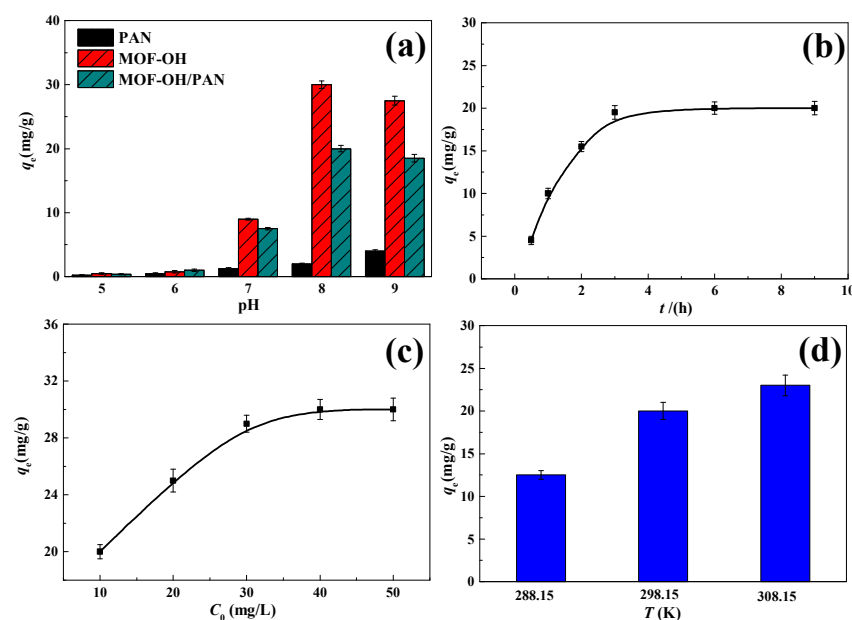 (a)
PAN
MOF-OH
MOF-OH/PAN
40
30
20
10
0
qe(mg/g)
5 6 7 8 9
pH
(b)
30
25
20
15
10
5
0
qe(mg/g)
0 2 4 6 8 10
t /(h)
(c)
36
32
28
24
20
qe(mg/g)
10 20 30 40 50
C0 (mg/L)
(d)
30
25
20
15
10
5
0
qe(mg/g)
288.15 298.15 308.15
T (K)